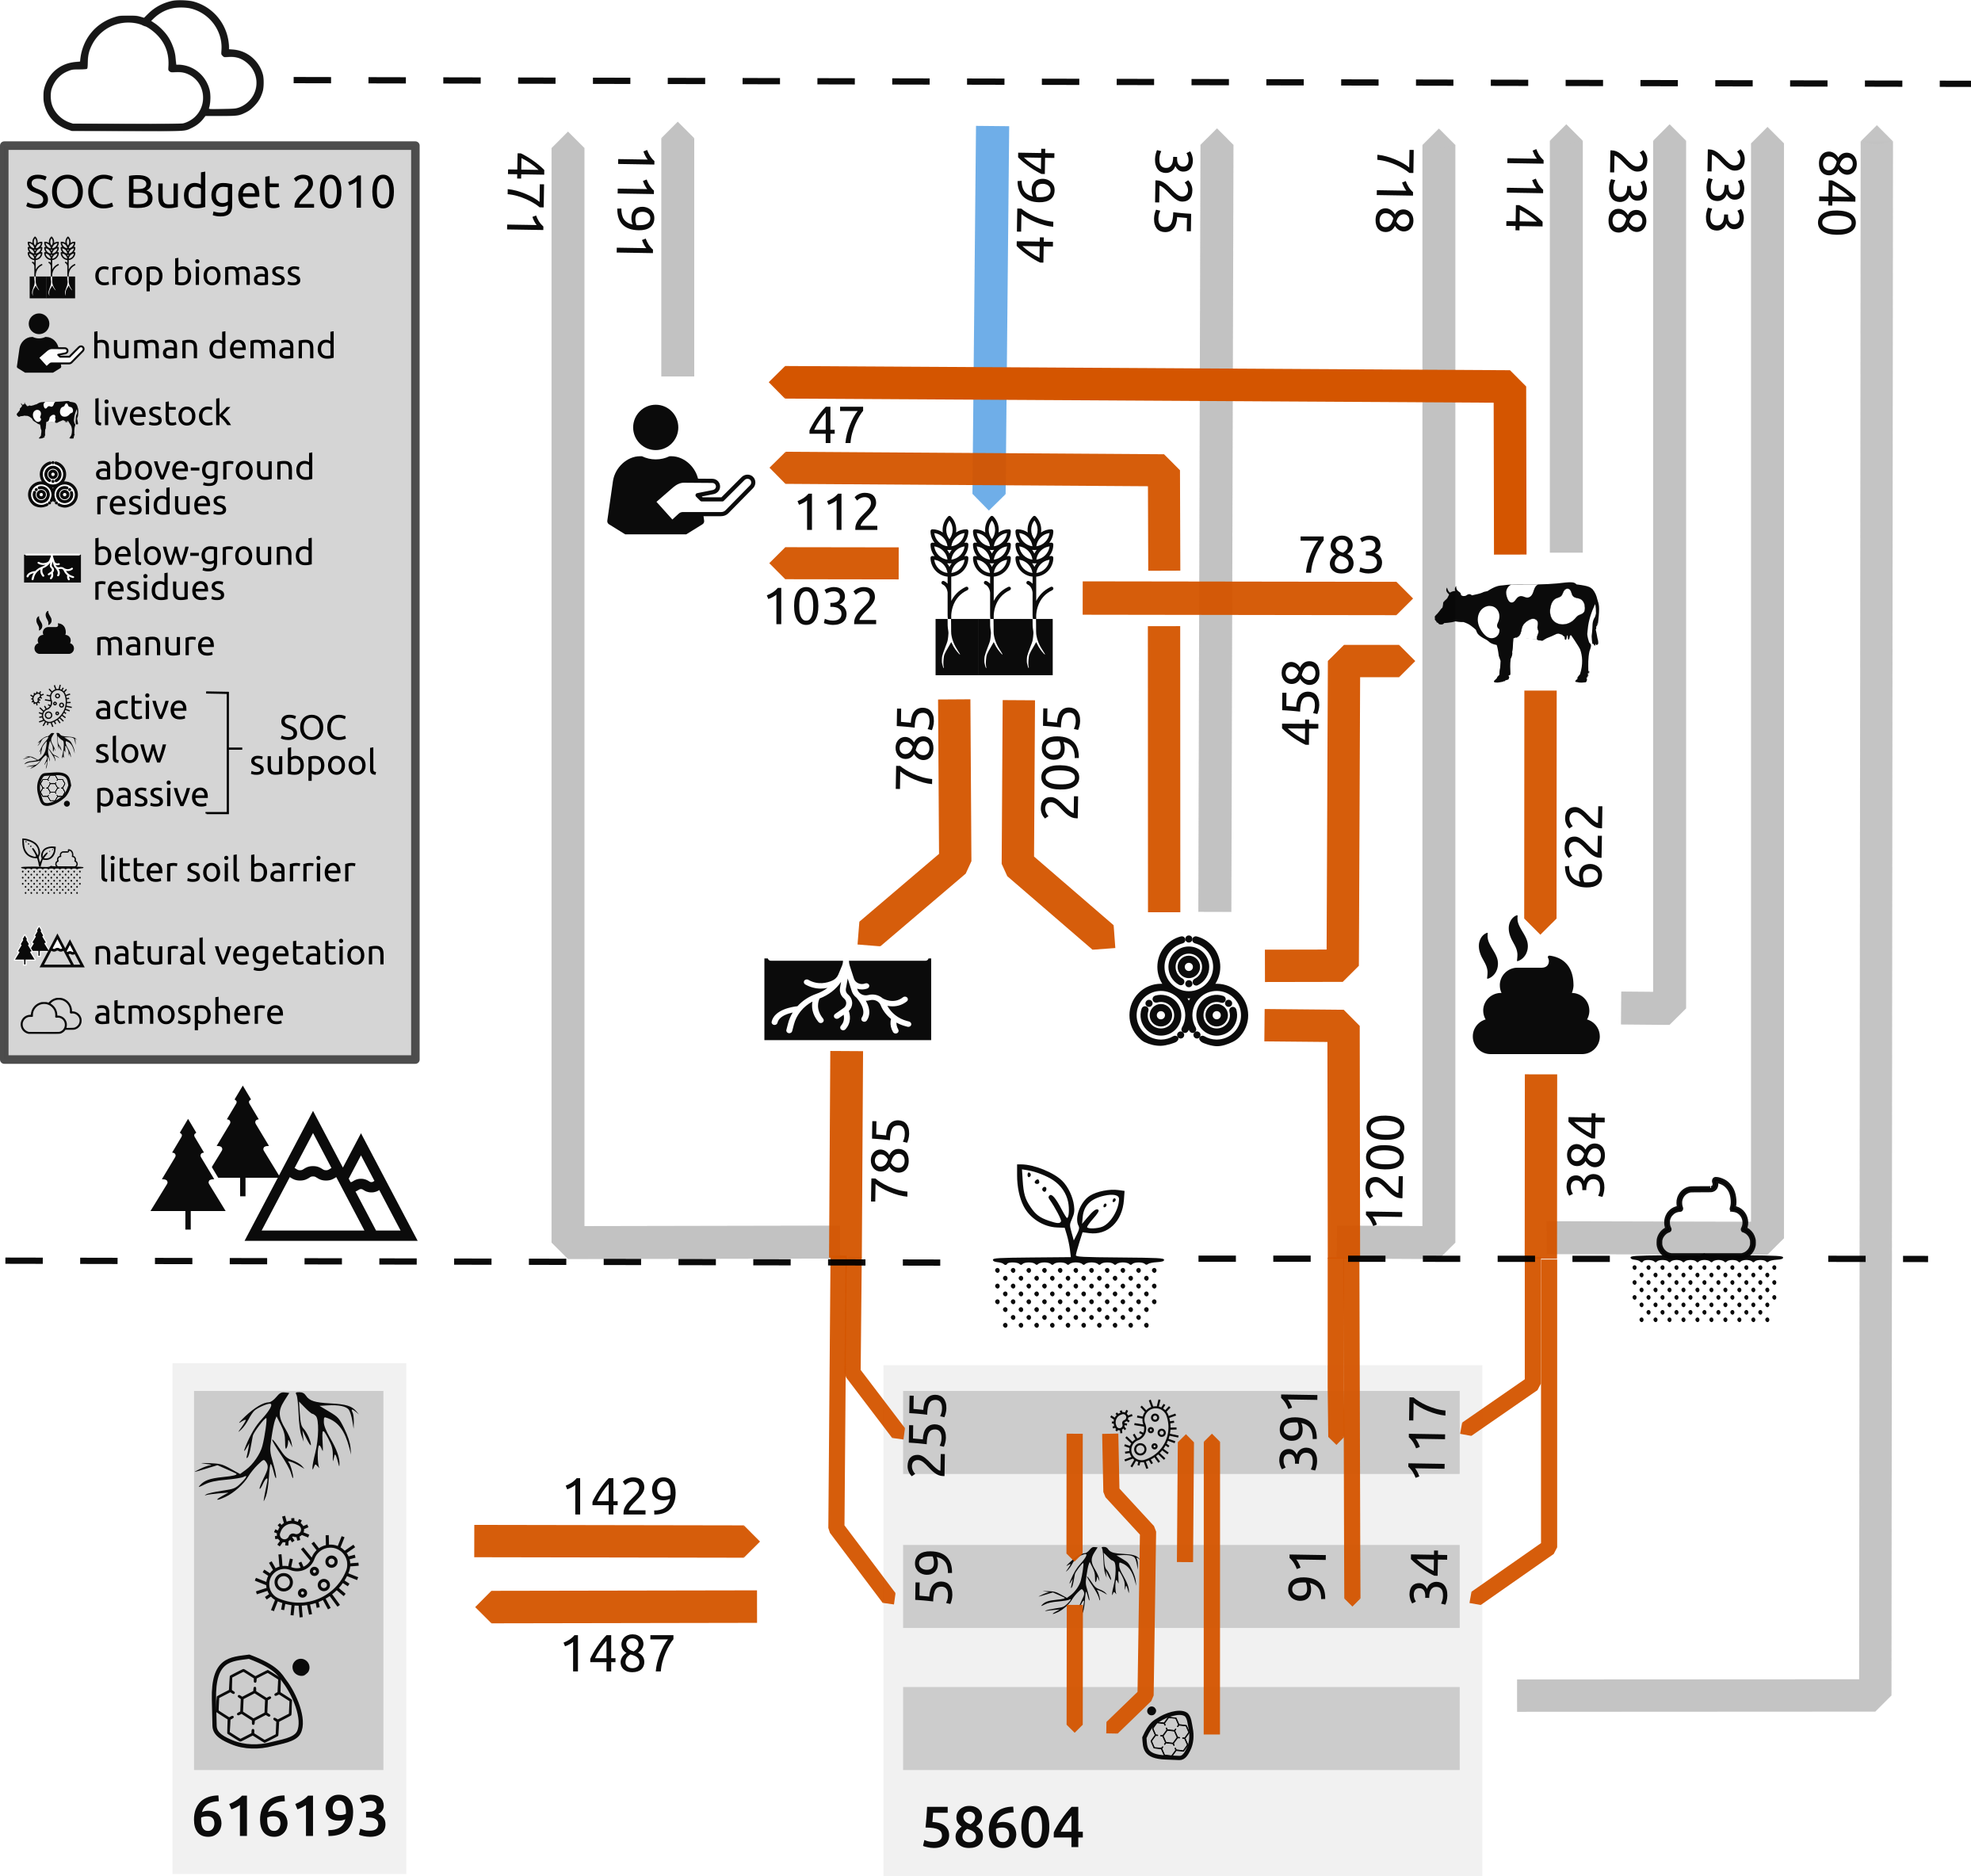 SOC Budget 2010
crop biomass
human demand
livestock
above-ground
residues
below-ground
residues
manure
active
slow
passive
SOC
subpool
litter soil barrier
natural vegetation
atmosphere
471
1191
4794
325
718
114
238
233
840
47
112
1032
783
458
785
2095
622
785
1200
384
255
391
117
59
91
34
1429
1487
616193
58604